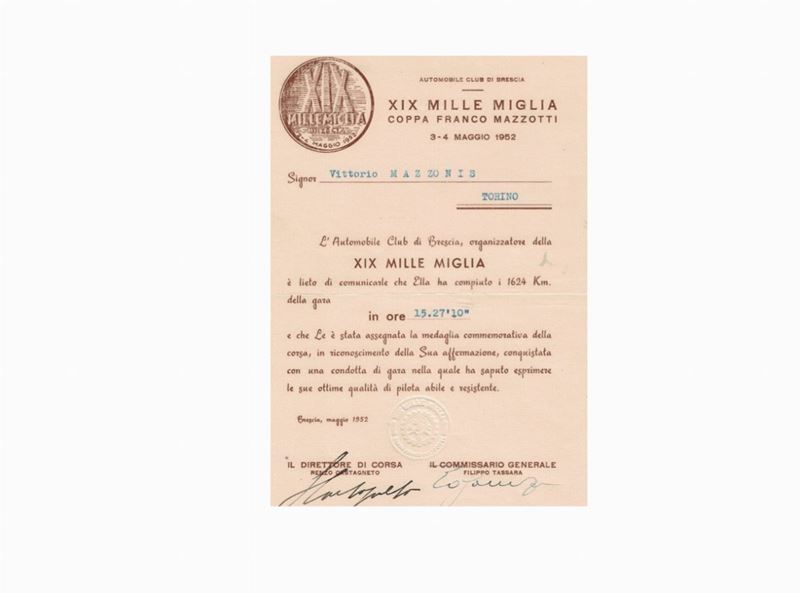 XIX
MILLE MIGLIA
BRESCIA
3-4 MAGGIO 1952
AUTOMOBILE CLUB DI BRESCIA
XIX MILLE MIGLIA
COPPA FRANCO MAZZOTTI
3-4 MAGGIO 1952
Signor Vittorio MAZZONIS
TORINO
L'Automobile Club di Brescia, organizzatore della
XIX MILLE MIGLIA
è lieto di comunicarle che Ella ha compiuto i 1624 Km.
della gara
in ore 15.27'10"
e che Le è stata assegnata la medaglia commemorativa della
corsa, in riconoscimento della Sua affermazione, conquistata
con una condotta di gara nella quale ha saputo esprimere
le sue ottime qualità di pilota abile e resistente.
Brescia, maggio 1952
IL DIRETTORE DI CORSA
RENZO CASTAGNETO
IL COMMISSARIO GENERALE
FILIPPO TASSARA